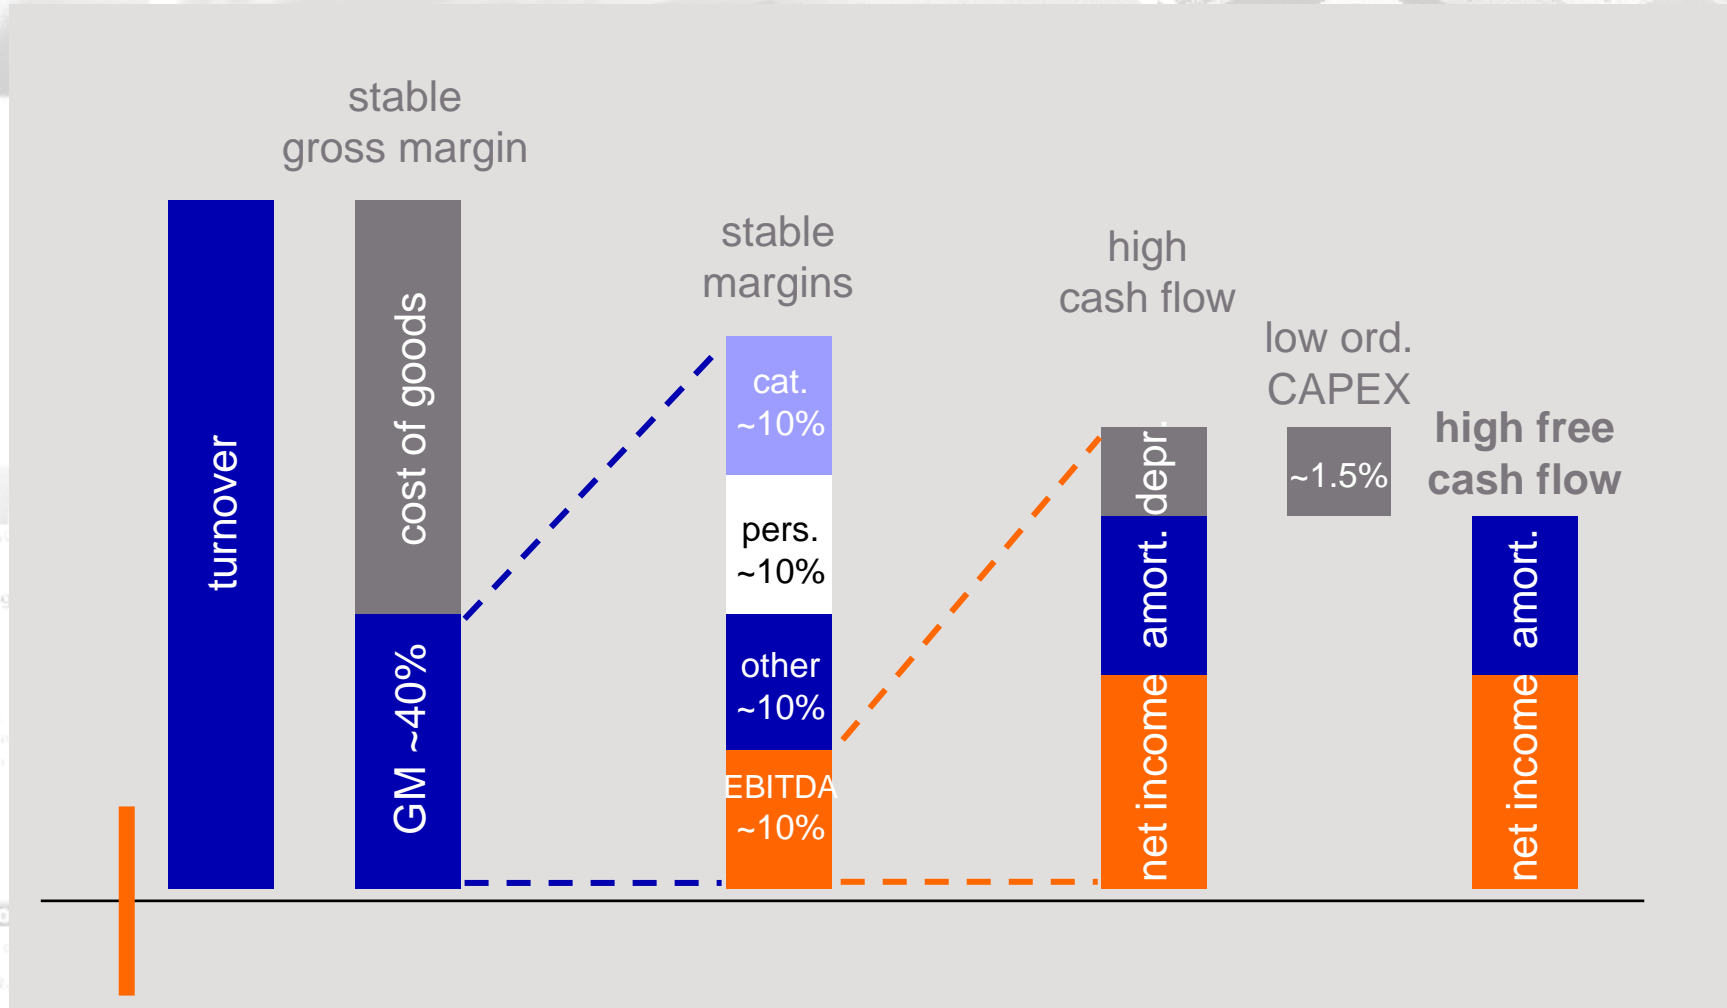 stable
gross margin
turnover
cost of goods
GM ~40%
stable
margins
cat.
~10%
pers.
~10%
other
~10%
EBITDA
~10%
high
cash flow
depr.
amort.
net income
low ord.
CAPEX
~1.5%
high free
cash flow
amort.
net income